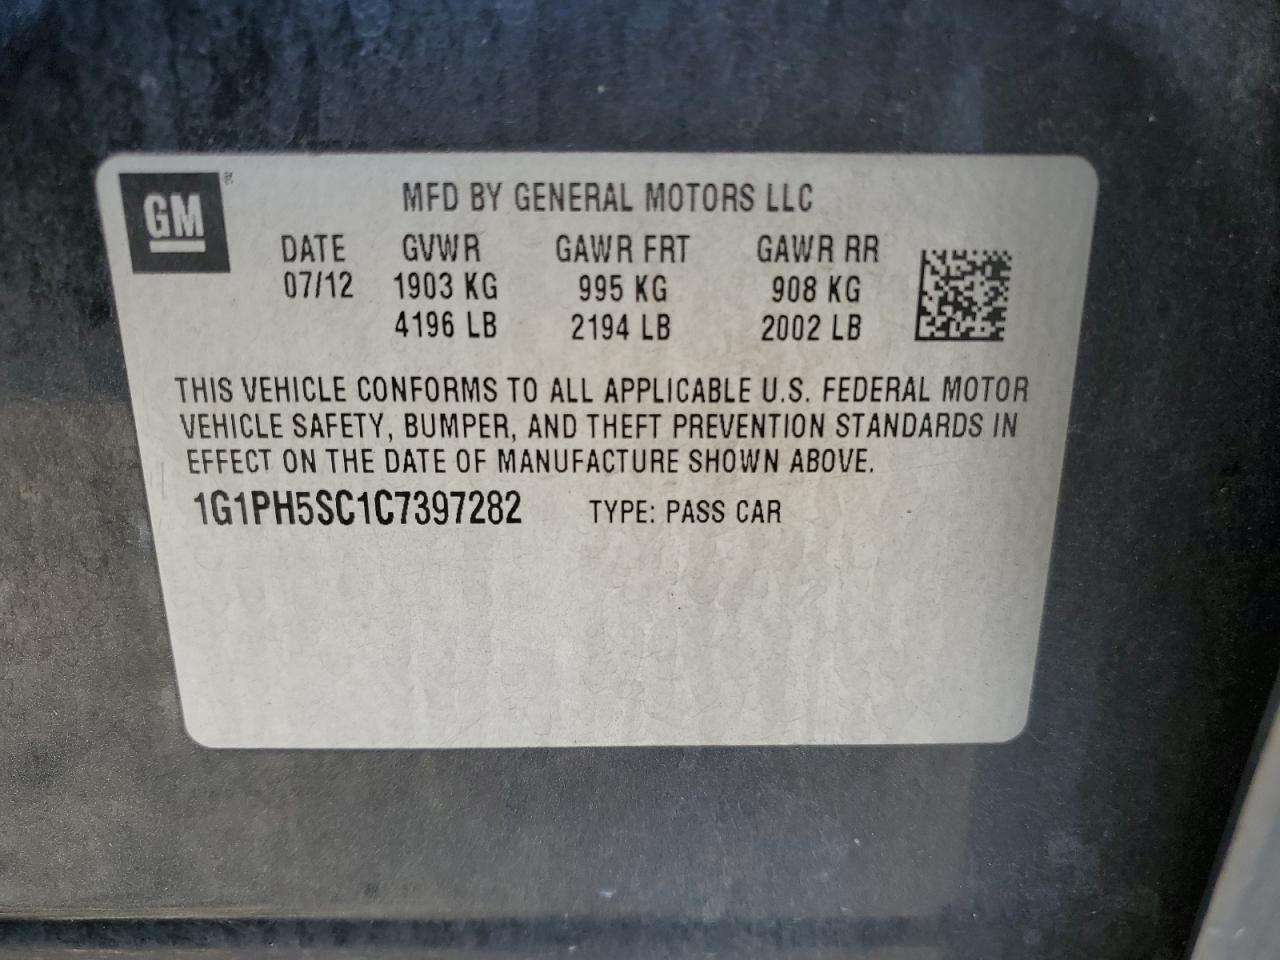 GM ®
MFD BY GENERAL MOTORS LLC
DATE GVWR GAWR FRT GAWR RR
07/12 1903 KG 995 KG 908 KG
4196 LB 2194 LB 2002 LB
THIS VEHICLE CONFORMS TO ALL APPLICABLE U.S. FEDERAL MOTOR
VEHICLE SAFETY, BUMPER, AND THEFT PREVENTION STANDARDS IN
EFFECT ON THE DATE OF MANUFACTURE SHOWN ABOVE.
1G1PH5SC1C7397282 TYPE: PASS CAR